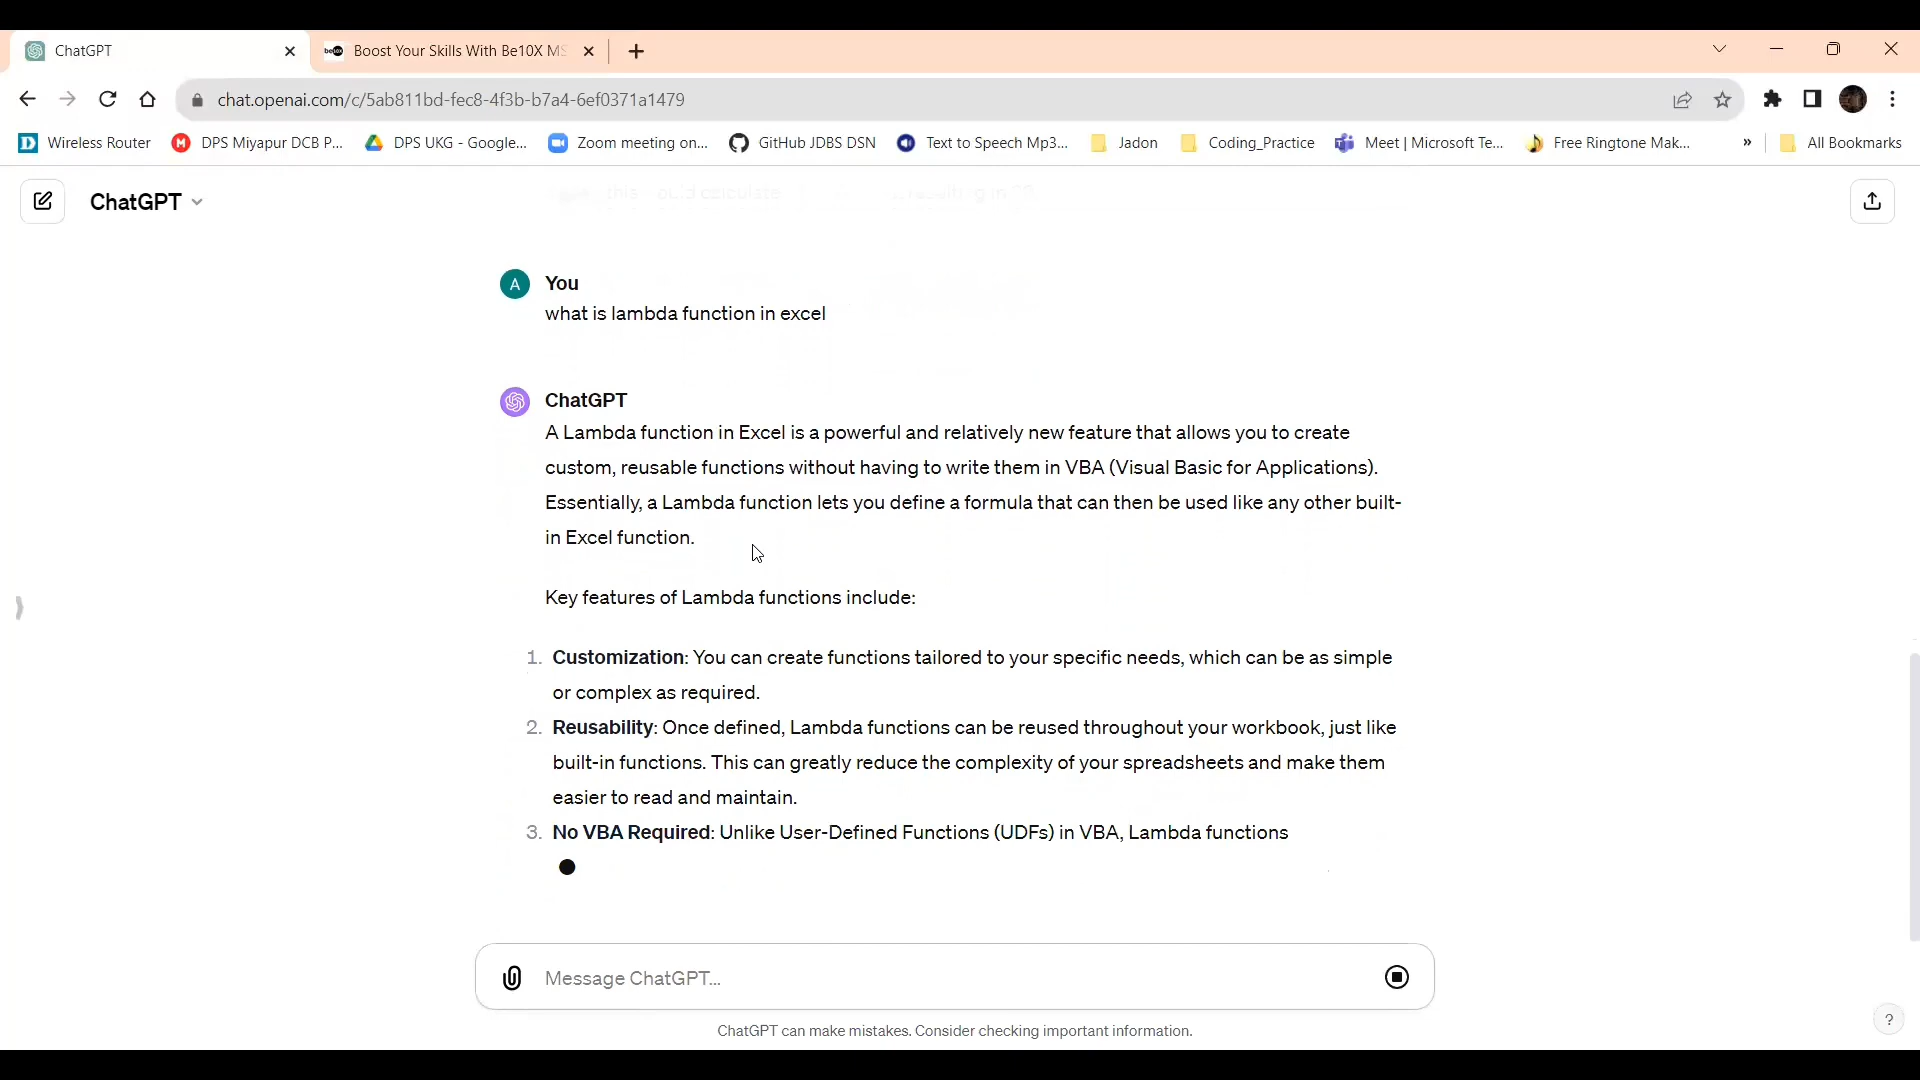 ChatGPT
Boost Your Skills With Be10X MS
chat.openai.com/c/5ab811bd-fec8-4f3b-b7a4-6ef0371a1479
Wireless Router
DPS Miyapur DCB P...
DPS UKG - Google...
Zoom meeting on...
GitHub JDBS DSN
Text to Speech Mp3...
Jadon
Coding_Practice
Meet | Microsoft Te...
Free Ringtone Mak...
»
All Bookmarks
ChatGPT
A
You
what is lambda function in excel
ChatGPT
A Lambda function in Excel is a powerful and relatively new feature that allows you to create
custom, reusable functions without having to write them in VBA (Visual Basic for Applications).
Essentially, a Lambda function lets you define a formula that can then be used like any other built-
in Excel function.
Key features of Lambda functions include:
1. Customization: You can create functions tailored to your specific needs, which can be as simple
or complex as required.
2. Reusability: Once defined, Lambda functions can be reused throughout your workbook, just like
built-in functions. This can greatly reduce the complexity of your spreadsheets and make them
easier to read and maintain.
3. No VBA Required: Unlike User-Defined Functions (UDFs) in VBA, Lambda functions
Message ChatGPT...
ChatGPT can make mistakes. Consider checking important information.
?